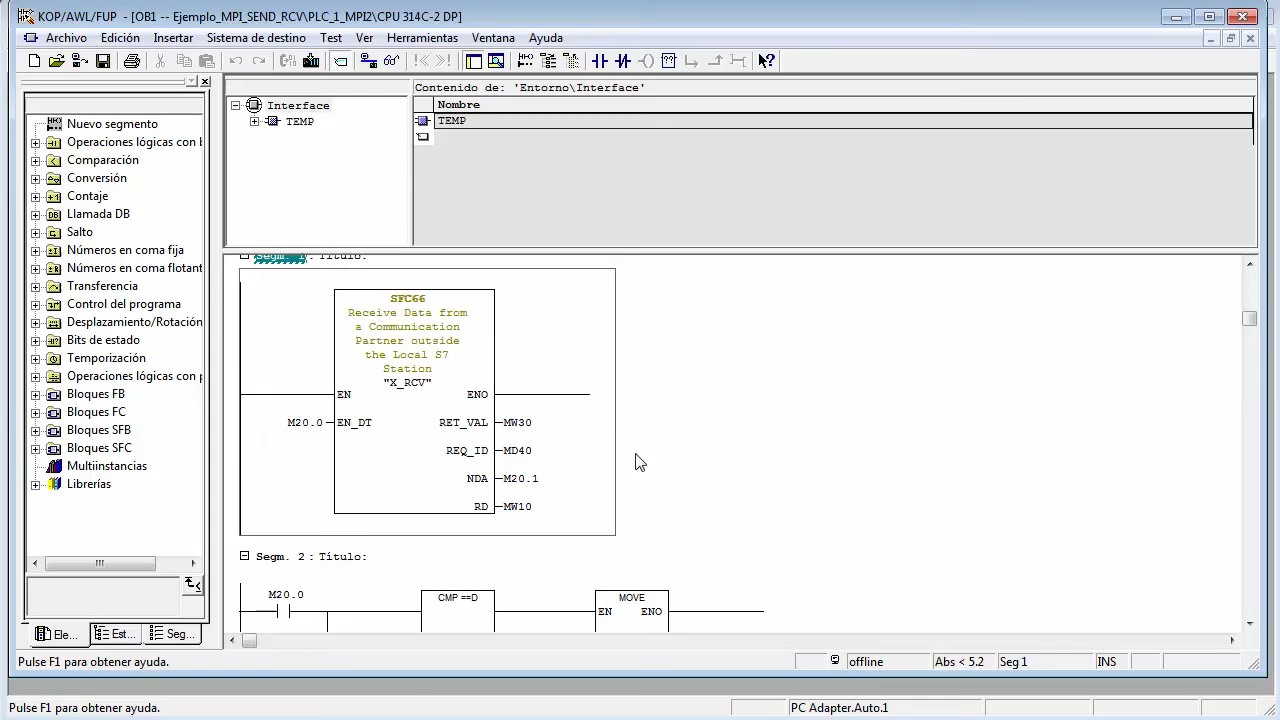 KOP/AWL/FUP - [OB1 -- Ejemplo_MPI_SEND_RCV\PLC_1_MPI2\CPU 314C-2 DP]
Archivo Edición Insertar Sistema de destino Test Ver Herramientas Ventana Ayuda
Contenido de: 'Entorno\Interface'
Interface
TEMP
Nombre
TEMP
Nuevo segmento
Operaciones lógicas con b
Comparación
Conversión
Contaje
Llamada DB
Salto
Números en coma fija
Números en coma flotant
Transferencia
Control del programa
Desplazamiento/Rotación
Bits de estado
Temporización
Operaciones lógicas con p
Bloques FB
Bloques FC
Bloques SFB
Bloques SFC
Multiinstancias
Librerías
Ele... Est... Seg...
Segm. 1 : Título:
SFC66
Receive Data from
a Communication
Partner outside
the Local S7
Station
"X_RCV"
EN ENO
M20.0 EN_DT RET_VAL MW30
REQ_ID MD40
NDA M20.1
RD MW10
Segm. 2 : Título:
M20.0
CMP ==D
MOVE
EN ENO
Pulse F1 para obtener ayuda.
offline Abs < 5.2 Seg 1 INS
Pulse F1 para obtener ayuda.
PC Adapter.Auto.1